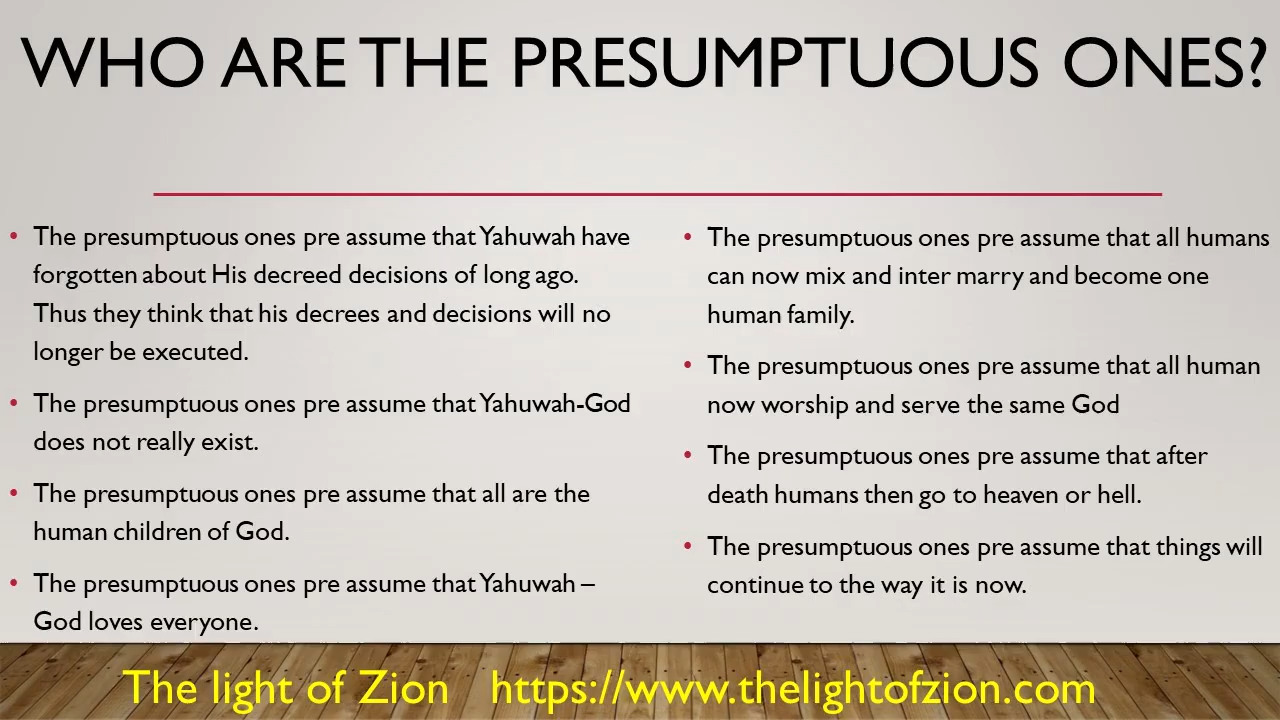 WHO ARE THE PRESUMPTUOUS ONES?
• The presumptuous ones pre assume that Yahuwah have
forgotten about His decreed decisions of long ago.
Thus they think that his decrees and decisions will no
longer be executed.
• The presumptuous ones pre assume that Yahuwah-God
does not really exist.
• The presumptuous ones pre assume that all are the
human children of God.
• The presumptuous ones pre assume that Yahuwah –
God loves everyone.
• The presumptuous ones pre assume that all humans
can now mix and inter marry and become one
human family.
• The presumptuous ones pre assume that all human
now worship and serve the same God
• The presumptuous ones pre assume that after
death humans then go to heaven or hell.
• The presumptuous ones pre assume that things will
continue to the way it is now.
The light of Zion https://www.thelightofzion.com